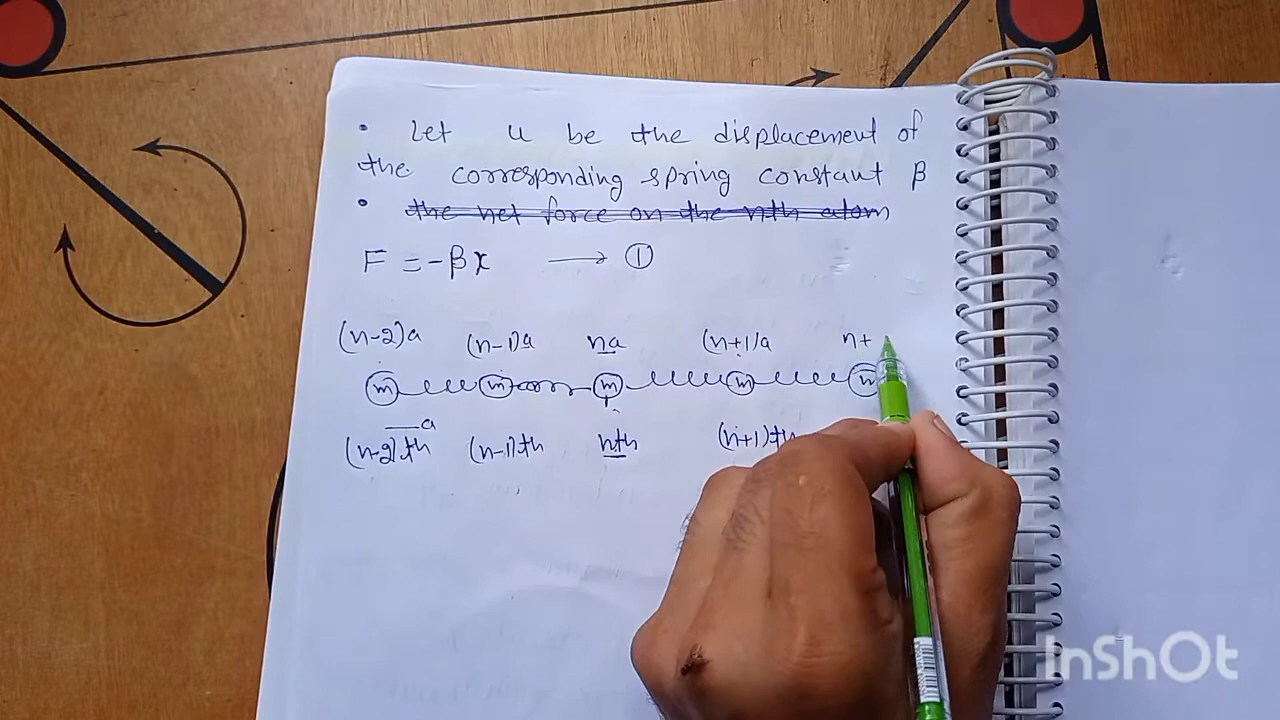 • Let u be the displacement of
the corresponding spring constant β
• the net force on the nth atom
F = -βx → ①
(n-2)a (n-1)a na (n+1)a n+
m m m m m
a
(n-2)th (n-1)th nth (n+1)th
InShOt